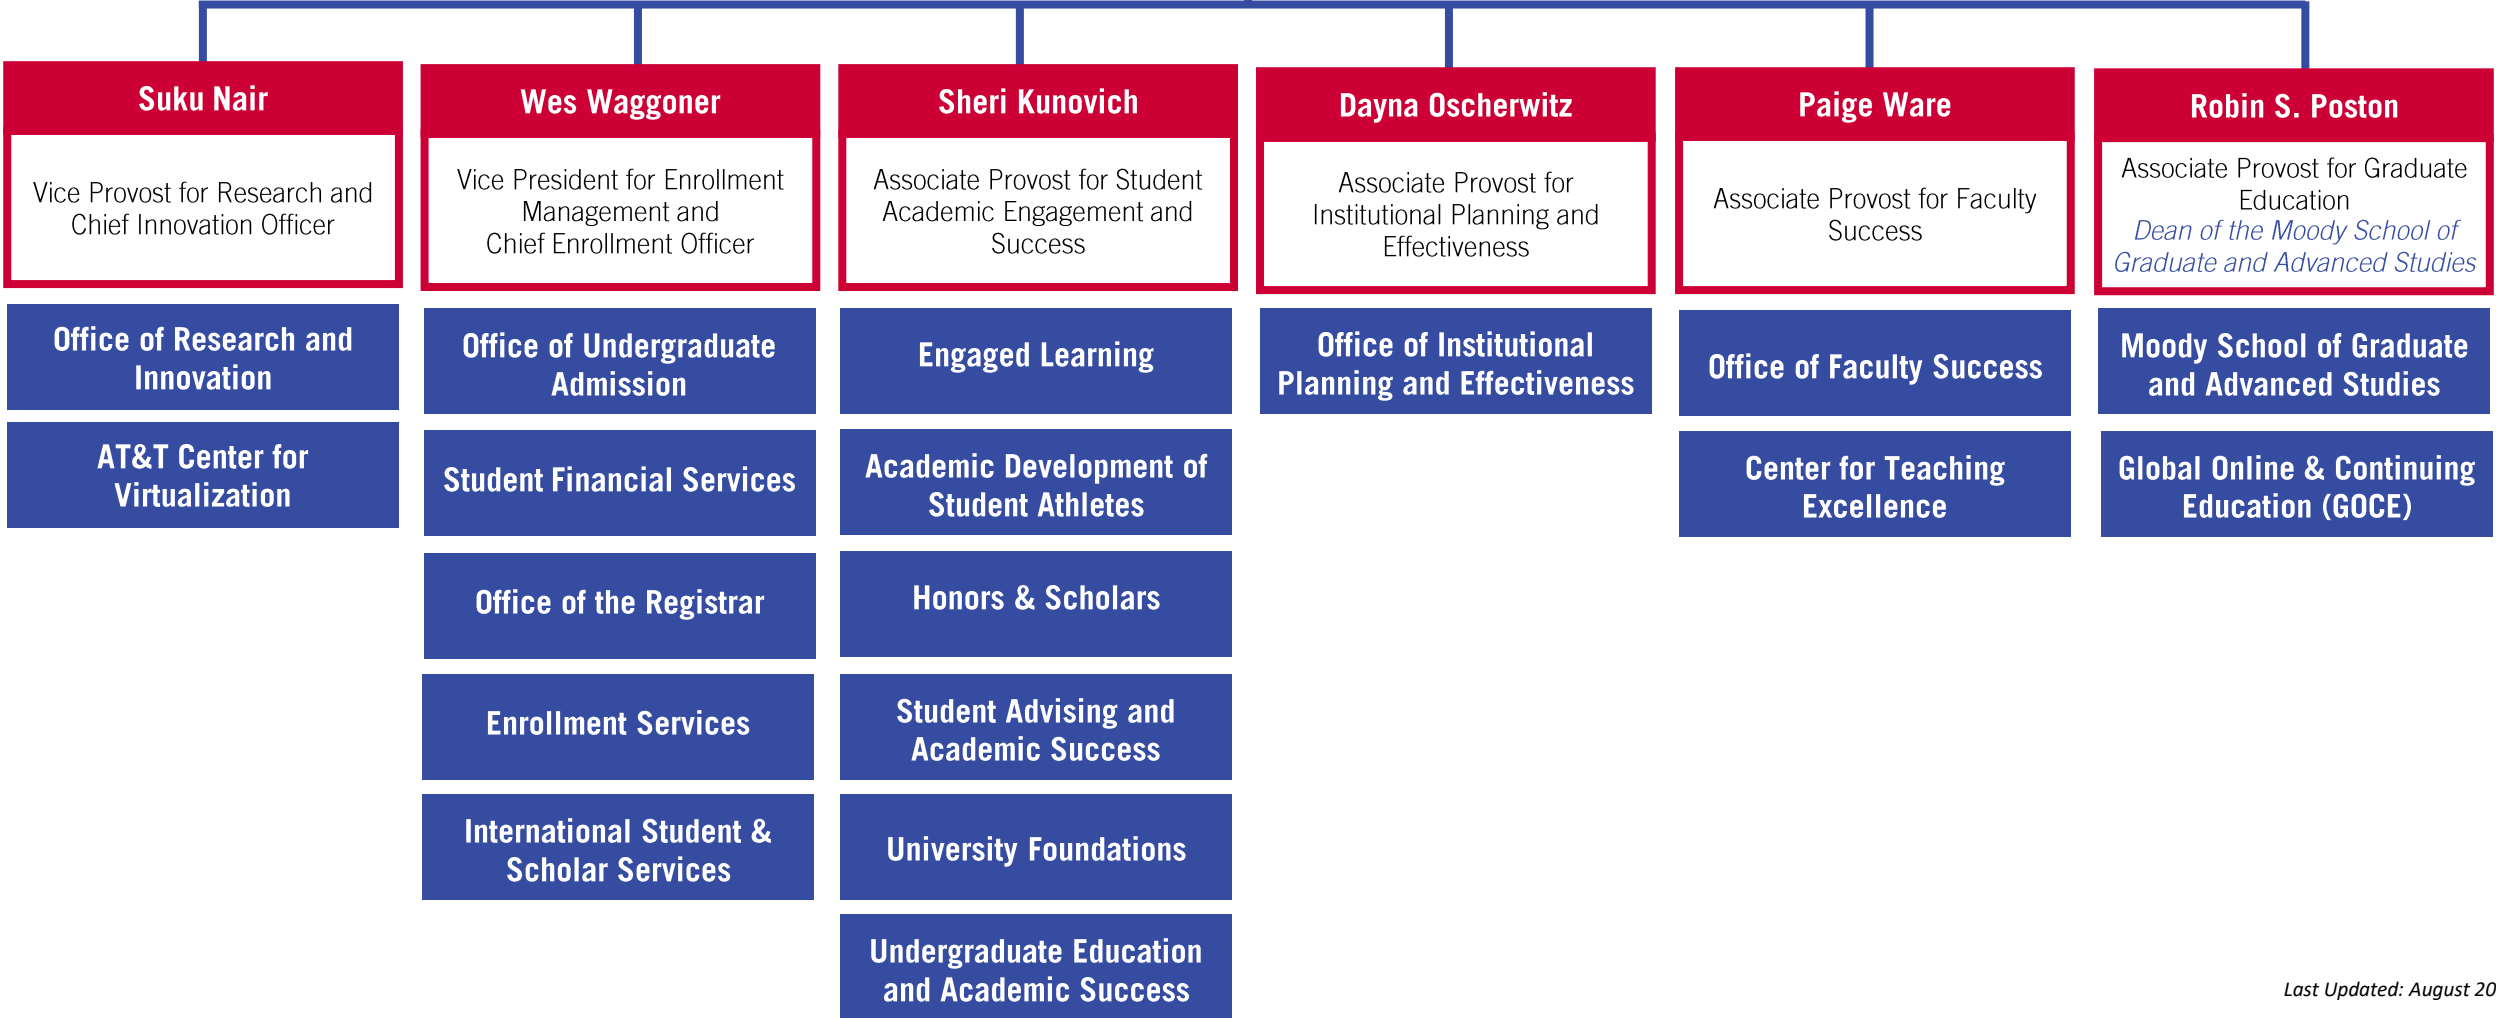 Suku Nair
Vice Provost for Research and
Chief Innovation Officer
Office of Research and
Innovation
AT&T Center for
Virtualization
Wes Waggoner
Vice President for Enrollment
Management and
Chief Enrollment Officer
Office of Undergraduate
Admission
Student Financial Services
Office of the Registrar
Enrollment Services
International Student &
Scholar Services
Sheri Kunovich
Associate Provost for Student
Academic Engagement and
Success
Engaged Learning
Academic Development of
Student Athletes
Honors & Scholars
Student Advising and
Academic Success
University Foundations
Undergraduate Education
and Academic Success
Dayna Oscherwitz
Associate Provost for
Institutional Planning and
Effectiveness
Office of Institutional
Planning and Effectiveness
Paige Ware
Associate Provost for Faculty
Success
Office of Faculty Success
Center for Teaching
Excellence
Robin S. Poston
Associate Provost for Graduate
Education
Dean of the Moody School of
Graduate and Advanced Studies
Moody School of Graduate
and Advanced Studies
Global Online & Continuing
Education (GOCE)
Last Updated: August 20